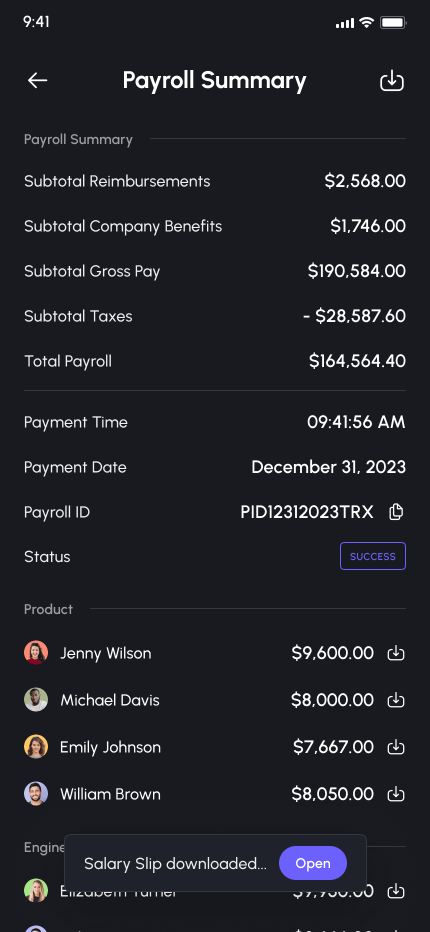 9:41
Payroll Summary
Payroll Summary
Subtotal Reimbursements $2,568.00
Subtotal Company Benefits $1,746.00
Subtotal Gross Pay $190,584.00
Subtotal Taxes - $28,587.60
Total Payroll $164,564.40
Payment Time 09:41:56 AM
Payment Date December 31, 2023
Payroll ID PID12312023TRX
Status SUCCESS
Product
Jenny Wilson $9,600.00
Michael Davis $8,000.00
Emily Johnson $7,667.00
William Brown $8,050.00
Salary Slip downloaded... Open
Elizabeth Turner